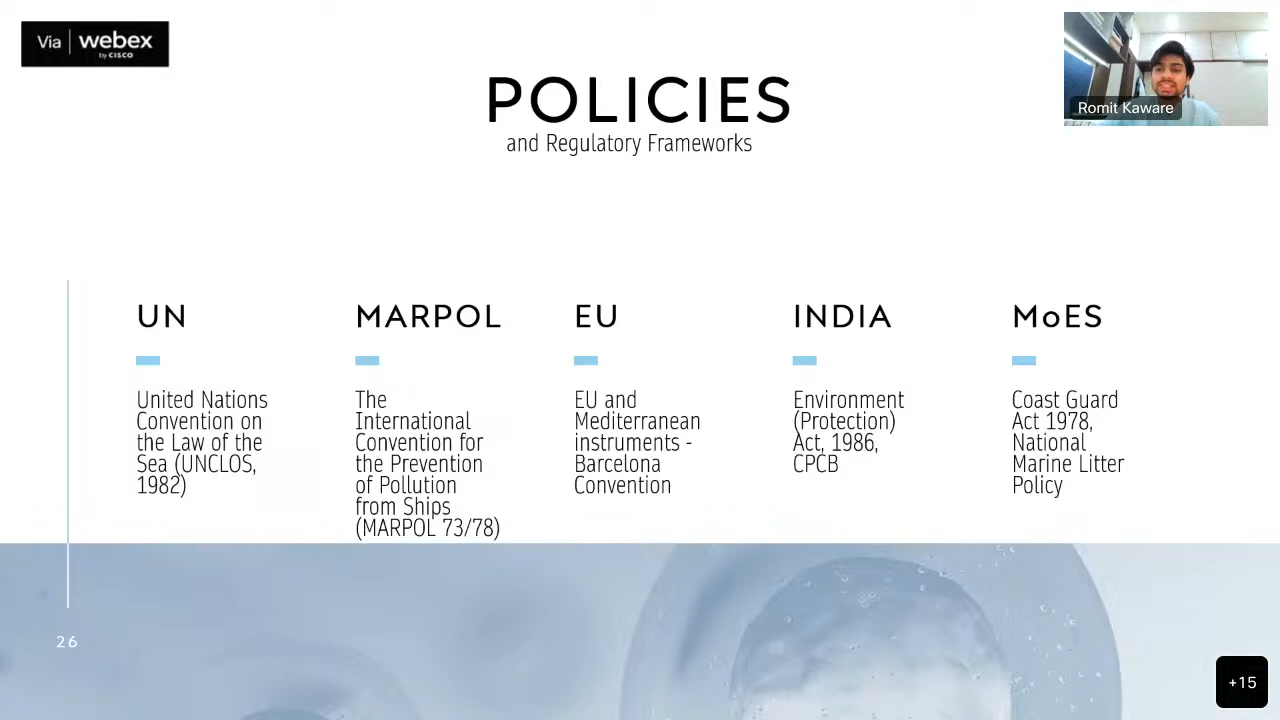 Via webex
by CISCO
POLICIES
and Regulatory Frameworks
Romit Kaware
UN
United Nations
Convention on
the Law of the
Sea (UNCLOS,
1982)
MARPOL
The
International
Convention for
the Prevention
of Pollution
from Ships
(MARPOL 73/78)
EU
EU and
Mediterranean
instruments -
Barcelona
Convention
INDIA
Environment
(Protection)
Act, 1986,
CPCB
MoES
Coast Guard
Act 1978,
National
Marine Litter
Policy
26
+15